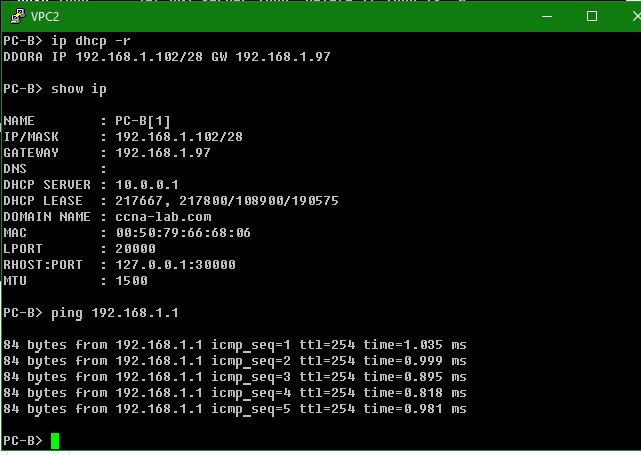 VPC2
PC-B> ip dhcp -r
DDORA IP 192.168.1.102/28 GW 192.168.1.97
PC-B> show ip
NAME        : PC-B[1]
IP/MASK     : 192.168.1.102/28
GATEWAY     : 192.168.1.97
DNS         :
DHCP SERVER : 10.0.0.1
DHCP LEASE  : 217667, 217800/108900/190575
DOMAIN NAME : ccna-lab.com
MAC         : 00:50:79:66:68:06
LPORT       : 20000
RHOST:PORT  : 127.0.0.1:30000
MTU         : 1500
PC-B> ping 192.168.1.1
84 bytes from 192.168.1.1 icmp_seq=1 ttl=254 time=1.035 ms
84 bytes from 192.168.1.1 icmp_seq=2 ttl=254 time=0.999 ms
84 bytes from 192.168.1.1 icmp_seq=3 ttl=254 time=0.895 ms
84 bytes from 192.168.1.1 icmp_seq=4 ttl=254 time=0.818 ms
84 bytes from 192.168.1.1 icmp_seq=5 ttl=254 time=0.981 ms
PC-B>